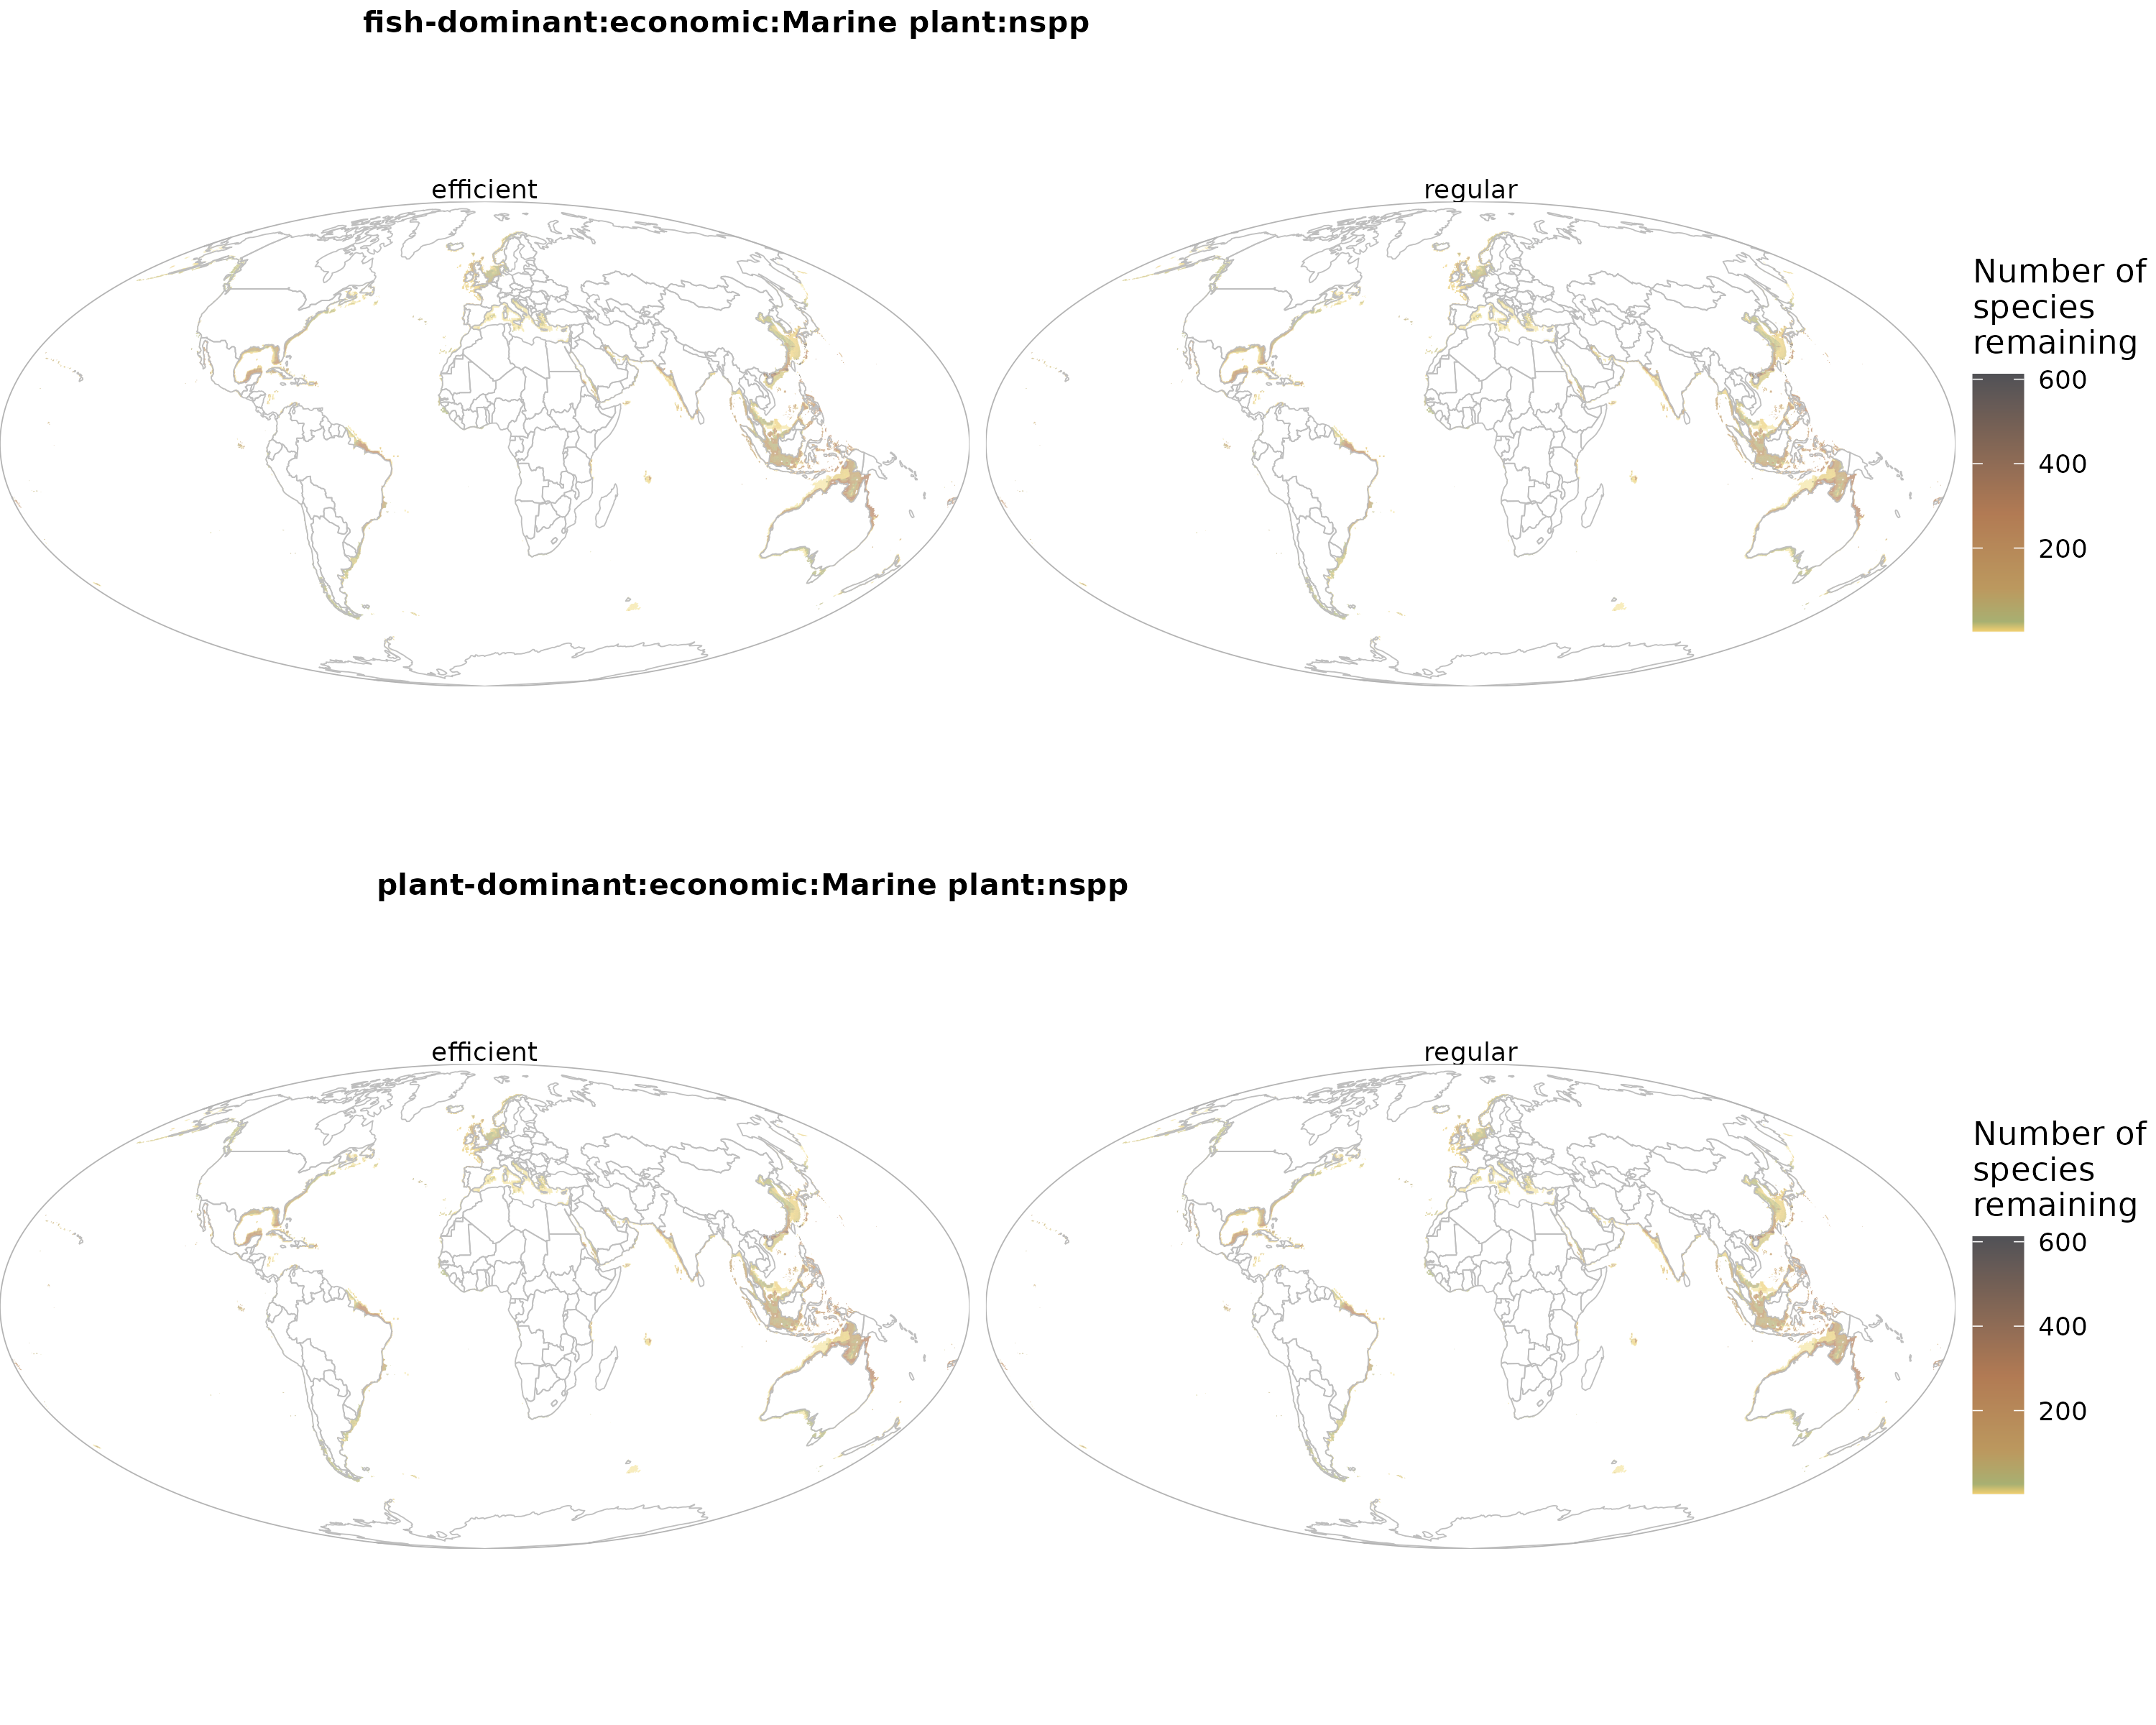 fish-dominant:economic:Marine plant:nspp
efficient
regular
Number of
species
remaining
600
400
200
plant-dominant:economic:Marine plant:nspp
efficient
regular
Number of
species
remaining
600
400
200